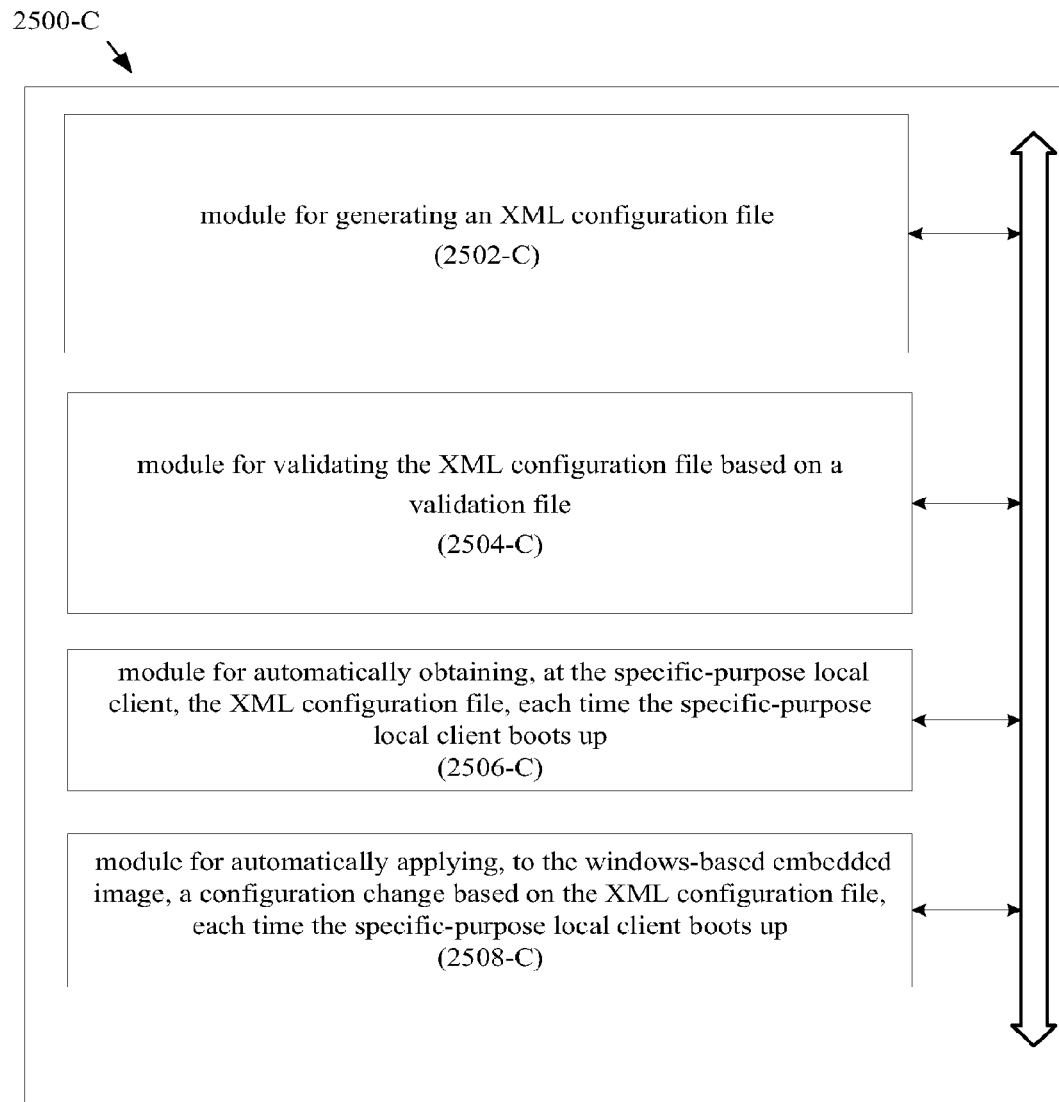 2500-C
module for generating an XML configuration file
(2502-C)
module for validating the XML configuration file based on a
validation file
(2504-C)
module for automatically obtaining, at the specific-purpose local
client, the XML configuration file, each time the specific-purpose
local client boots up
(2506-C)
module for automatically applying, to the windows-based embedded
image, a configuration change based on the XML configuration file,
each time the specific-purpose local client boots up
(2508-C)